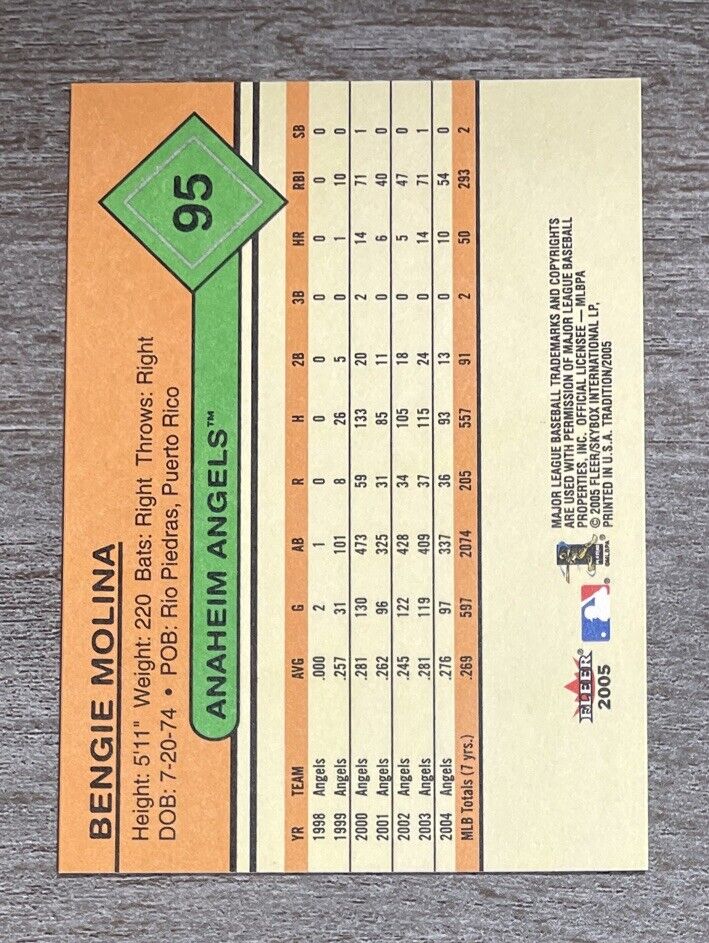 BENGIE MOLINA
Height: 5'11" Weight: 220 Bats: Right Throws: Right
DOB: 7-20-74 • POB: Rio Piedras, Puerto Rico
95
ANAHEIM ANGELS™
YR TEAM AVG G AB R H 2B 3B HR RBI SB
1998 Angels .000 2 1 0 0 0 0 0 0 0
1999 Angels .257 31 101 8 26 5 0 1 10 0
2000 Angels .281 130 473 59 133 20 2 14 71 1
2001 Angels .262 96 325 31 85 11 0 6 40 0
2002 Angels .245 122 428 34 105 18 0 5 47 0
2003 Angels .281 119 409 37 115 24 0 14 71 1
2004 Angels .276 97 337 36 93 13 0 10 54 0
MLB Totals (7 yrs.) .269 597 2074 205 557 91 2 50 293 2
FLEER®
2005
®
®MLBPA
MAJOR LEAGUE BASEBALL TRADEMARKS AND COPYRIGHTS
ARE USED WITH PERMISSION OF MAJOR LEAGUE BASEBALL
PROPERTIES, INC. OFFICIAL LICENSEE — MLBPA
© 2005 FLEER/SKYBOX INTERNATIONAL LP,
PRINTED IN U.S.A. TRADITION/2005